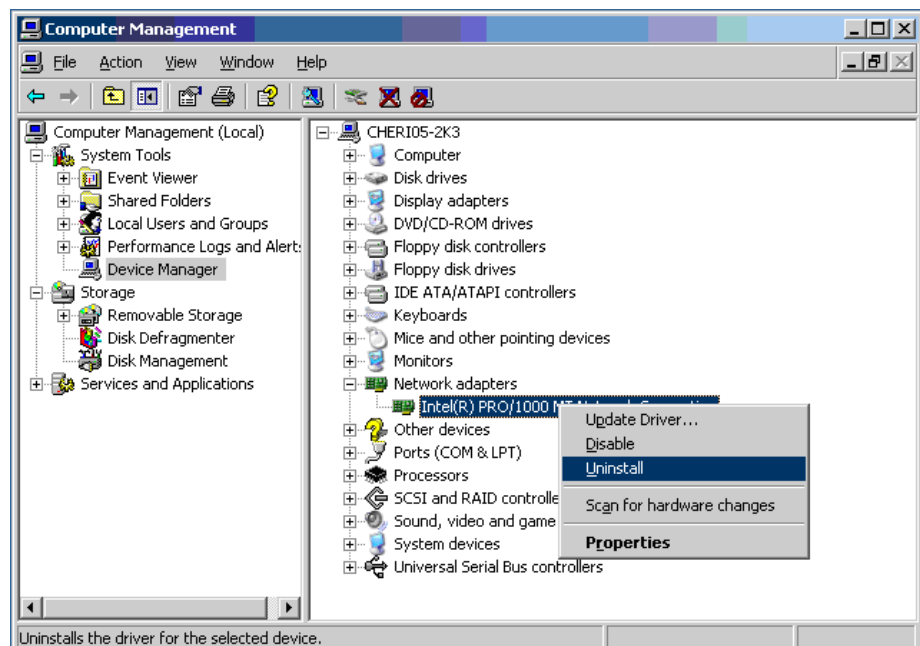 Computer Management
File Action View Window Help
Computer Management (Local)
System Tools
Event Viewer
Shared Folders
Local Users and Groups
Performance Logs and Alert
Device Manager
Storage
Removable Storage
Disk Defragmenter
Disk Management
Services and Applications
CHERI05-2K3
Computer
Disk drives
Display adapters
DVD/CD-ROM drives
Floppy disk controllers
Floppy disk drives
IDE ATA/ATAPI controllers
Keyboards
Mice and other pointing devices
Monitors
Network adapters
Intel(R) PRO/1000
Other devices
Ports (COM & LPT)
Processors
SCSI and RAID controlle
Sound, video and game
System devices
Universal Serial Bus controllers
Update Driver...
Disable
Uninstall
Scan for hardware changes
Properties
Uninstalls the driver for the selected device.